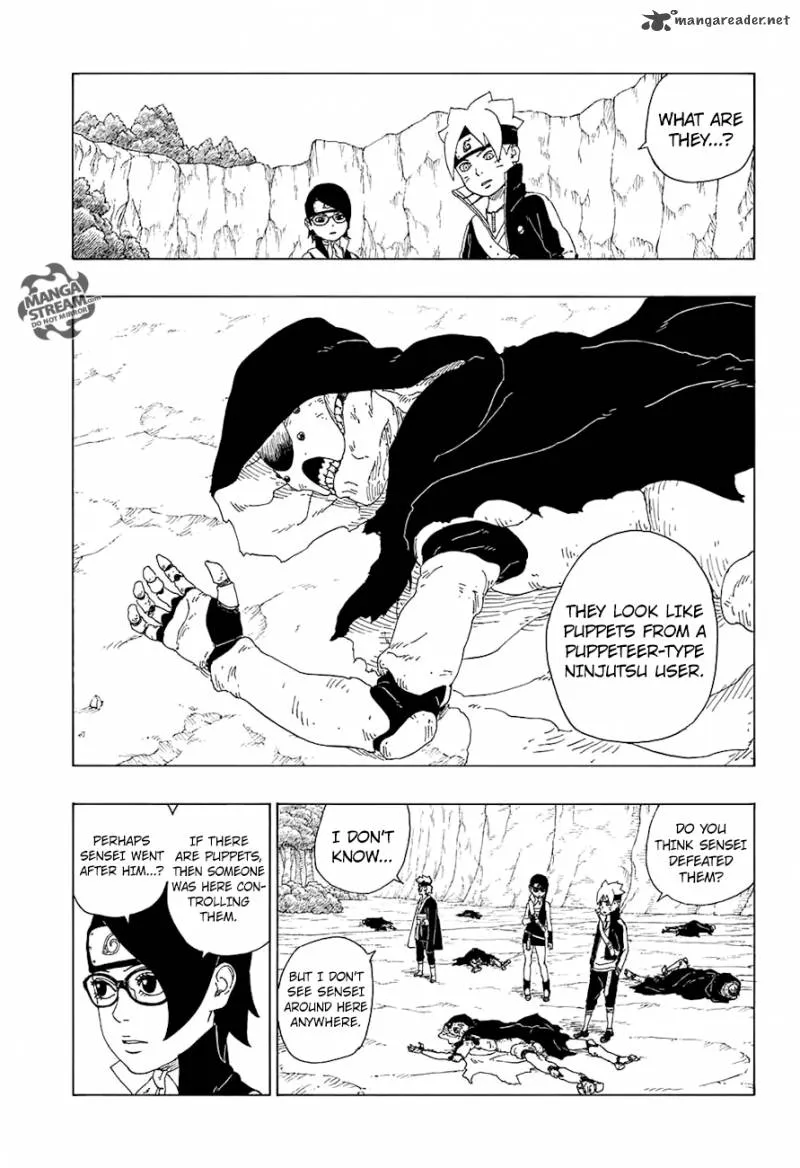 mangareader.net
WHAT ARE
THEY...?
MANGA
STREAM.com
DO NOT MIRROR
THEY LOOK LIKE
PUPPETS FROM A
PUPPETEER-TYPE
NINJUTSU USER.
DO YOU
THINK SENSEI
DEFEATED
THEM?
I DON'T
KNOW...
BUT I DON'T
SEE SENSEI
AROUND HERE
ANYWHERE.
IF THERE
ARE PUPPETS,
THEN SOMEONE
WAS HERE CON-
TROLLING
THEM.
PERHAPS
SENSEI WENT
AFTER HIM...?